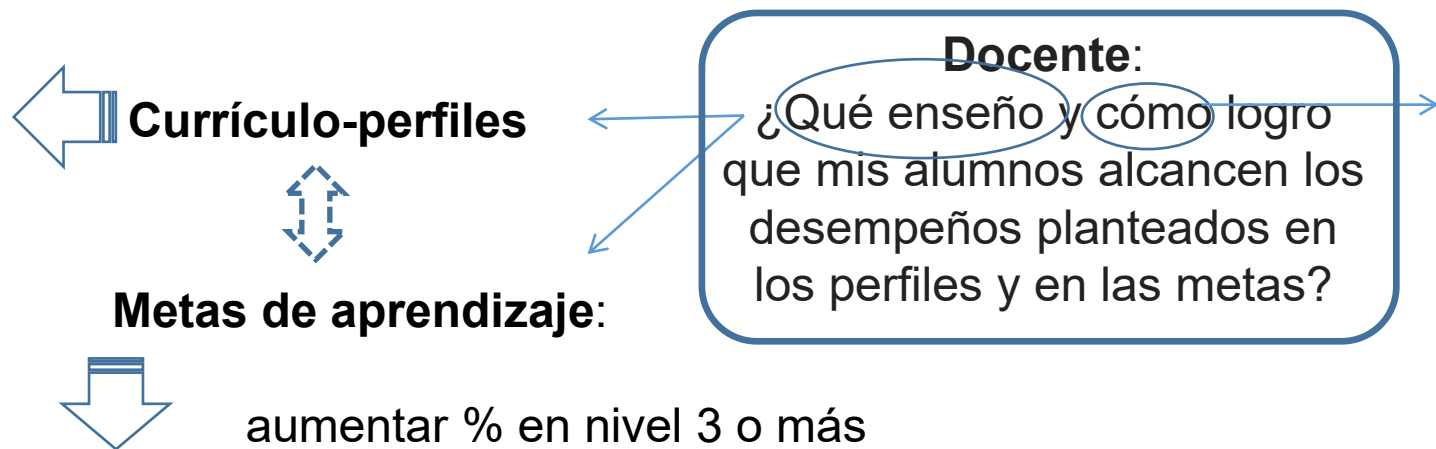 Docente:
¿Qué enseño y cómo logro
que mis alumnos alcancen los
desempeños planteados en
los perfiles y en las metas?
Currículo-perfiles
Metas de aprendizaje:
aumentar % en nivel 3 o más